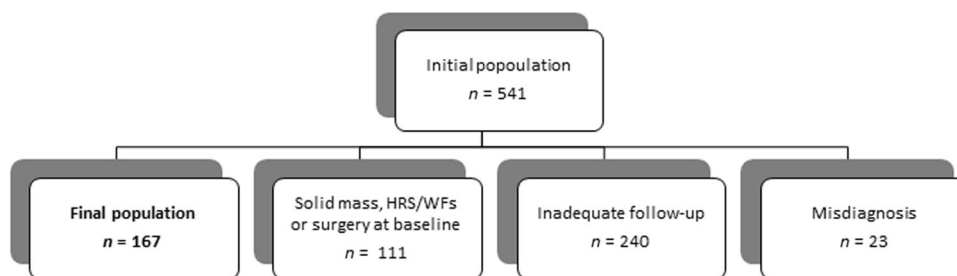 Initial popoulation
n = 541
Final population
n = 167
Solid mass, HRS/WFs
or surgery at baseline
n = 111
Inadequate follow-up
n = 240
Misdiagnosis
n = 23